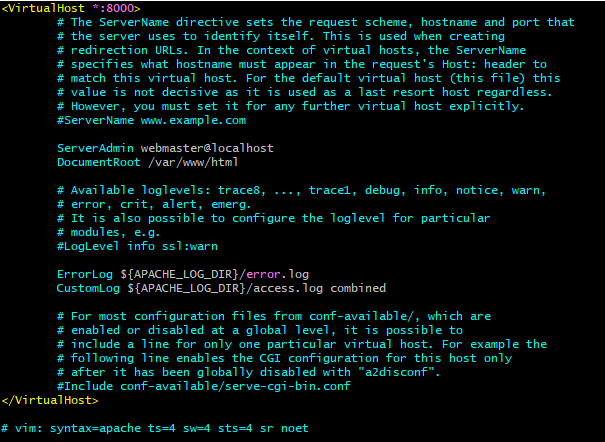 <VirtualHost *:8000>
# The ServerName directive sets the request scheme, hostname and port that
# the server uses to identify itself. This is used when creating
# redirection URLs. In the context of virtual hosts, the ServerName
# specifies what hostname must appear in the request's Host: header to
# match this virtual host. For the default virtual host (this file) this
# value is not decisive as it is used as a last resort host regardless.
# However, you must set it for any further virtual host explicitly.
#ServerName www.example.com
ServerAdmin webmaster@localhost
DocumentRoot /var/www/html
# Available loglevels: trace8, ..., trace1, debug, info, notice, warn,
# error, crit, alert, emerg.
# It is also possible to configure the loglevel for particular
# modules, e.g.
#LogLevel info ssl:warn
ErrorLog ${APACHE_LOG_DIR}/error.log
CustomLog ${APACHE_LOG_DIR}/access.log combined
# For most configuration files from conf-available/, which are
# enabled or disabled at a global level, it is possible to
# include a line for only one particular virtual host. For example the
# following line enables the CGI configuration for this host only
# after it has been globally disabled with "a2disconf".
#Include conf-available/serve-cgi-bin.conf
</VirtualHost>
# vim: syntax=apache ts=4 sw=4 sts=4 sr noet